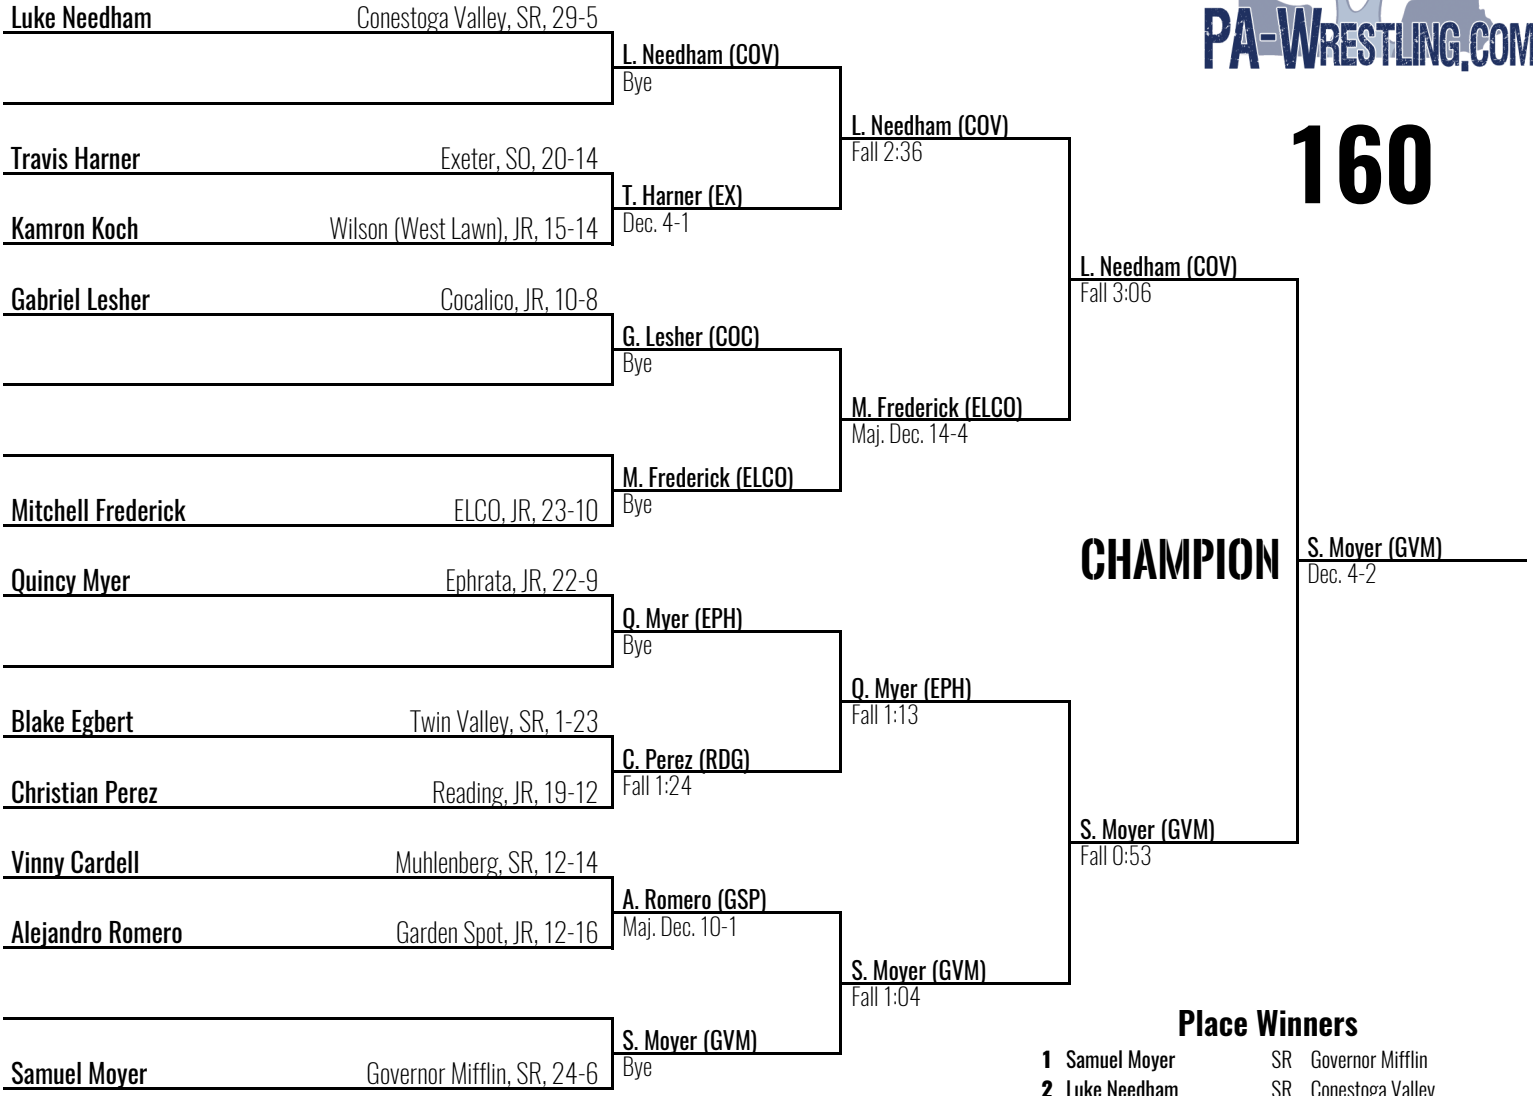 Luke Needham Conestoga Valley, SR, 29-5
PA-WRESTLING.COM
L. Needham (COV)
Bye
160
L. Needham (COV)
Fall 2:36
Travis Harner Exeter, SO, 20-14
T. Harner (EX)
Dec. 4-1
Kamron Koch Wilson (West Lawn), JR, 15-14
L. Needham (COV)
Fall 3:06
Gabriel Lesher Cocalico, JR, 10-8
G. Lesher (COC)
Bye
M. Frederick (ELCO)
Maj. Dec. 14-4
M. Frederick (ELCO)
Bye
Mitchell Frederick ELCO, JR, 23-10
CHAMPION
S. Moyer (GVM)
Dec. 4-2
Quincy Myer Ephrata, JR, 22-9
Q. Myer (EPH)
Bye
Q. Myer (EPH)
Fall 1:13
Blake Egbert Twin Valley, SR, 1-23
C. Perez (RDG)
Fall 1:24
Christian Perez Reading, JR, 19-12
S. Moyer (GVM)
Fall 0:53
Vinny Cardell Muhlenberg, SR, 12-14
A. Romero (GSP)
Maj. Dec. 10-1
Alejandro Romero Garden Spot, JR, 12-16
S. Moyer (GVM)
Fall 1:04
S. Moyer (GVM)
Bye
Samuel Moyer Governor Mifflin, SR, 24-6
Place Winners
1 Samuel Moyer SR Governor Mifflin
2 Luke Needham SR Conestoga Valley